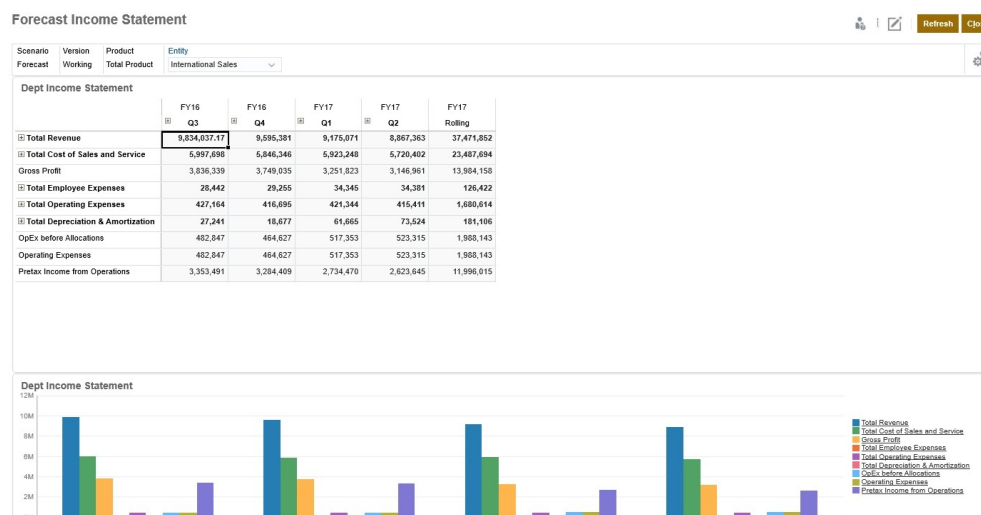 Forecast Income Statement
Refresh
Scenario Version Product Entity
Forecast Working Total Product International Sales
Dept Income Statement
FY16 FY16 FY17 FY17 FY17
Q3 Q4 Q1 Q2 Rolling
Total Revenue 9,834,037.17 9,595,381 9,175,071 8,867,363 37,471,852
Total Cost of Sales and Service 5,997,698 5,846,346 5,923,248 5,720,402 23,487,694
Gross Profit 3,836,339 3,749,035 3,251,823 3,146,961 13,984,158
Total Employee Expenses 28,442 29,255 34,345 34,381 126,422
Total Operating Expenses 427,164 416,695 421,344 415,411 1,680,614
Total Depreciation & Amortization 27,241 18,677 61,665 73,524 181,106
OpEx before Allocations 482,847 464,627 517,353 523,315 1,988,143
Operating Expenses 482,847 464,627 517,353 523,315 1,988,143
Pretax Income from Operations 3,353,491 3,284,409 2,734,470 2,623,645 11,996,015
Dept Income Statement
12M
10M
8M
6M
4M
2M
Total Revenue
Total Cost of Sales and Service
Gross Profit
Total Employee Expenses
Total Operating Expenses
Total Depreciation & Amortization
OpEx before Allocations
Operating Expenses
Pretax Income from Operations